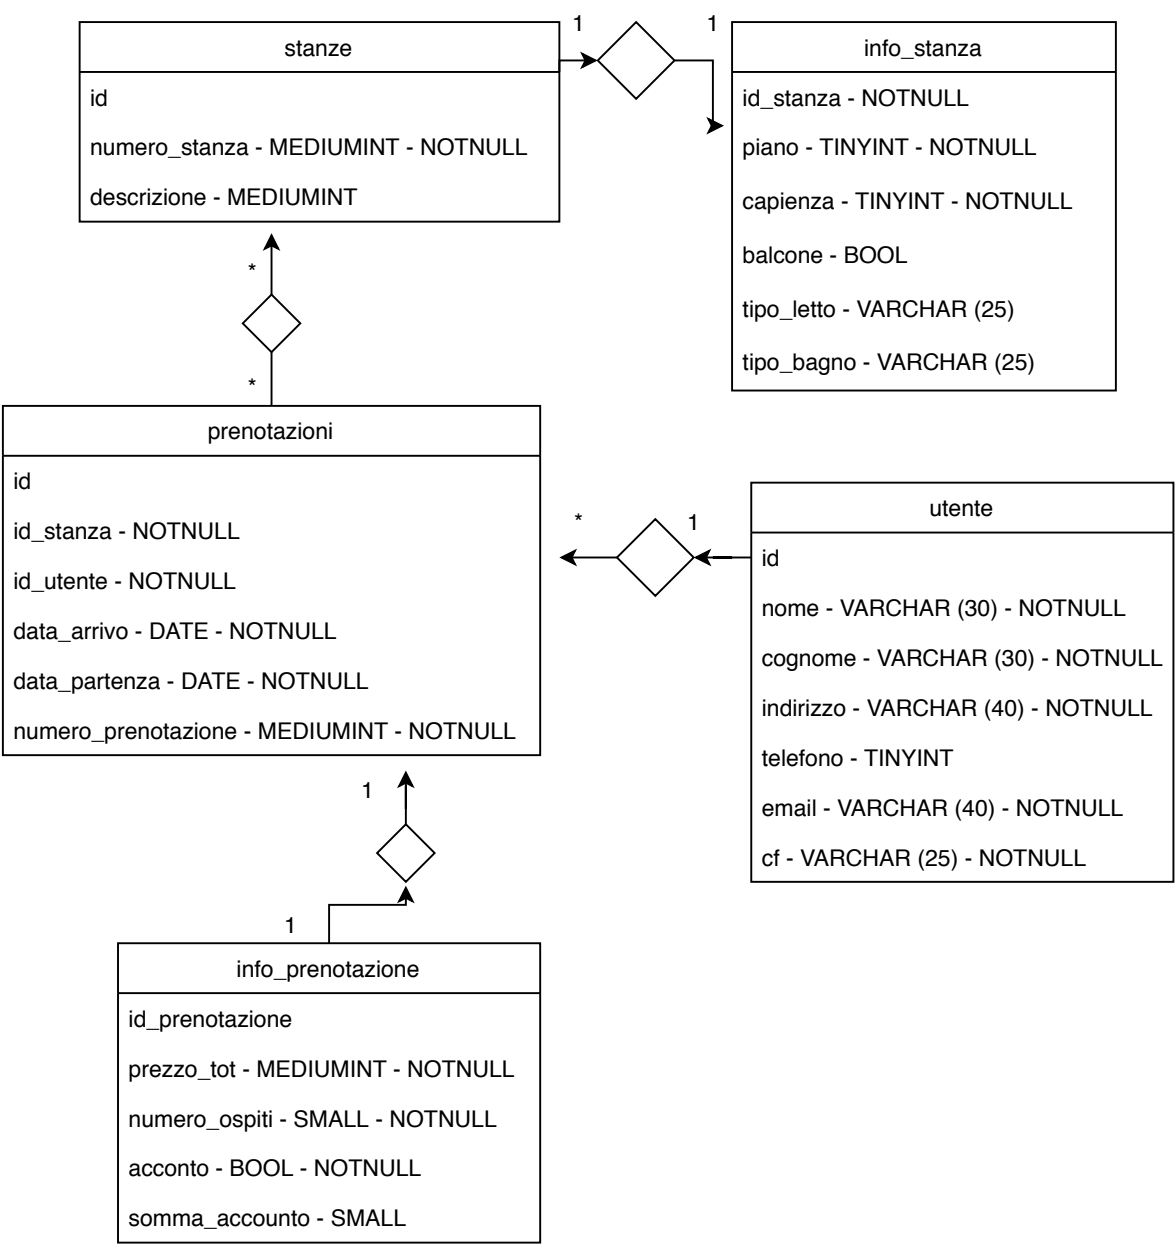 stanze
id
numero_stanza - MEDIUMINT - NOTNULL
descrizione - MEDIUMINT
1
1
info_stanza
id_stanza - NOTNULL
piano - TINYINT - NOTNULL
capienza - TINYINT - NOTNULL
balcone - BOOL
tipo_letto - VARCHAR (25)
tipo_bagno - VARCHAR (25)
*
*
prenotazioni
id
id_stanza - NOTNULL
id_utente - NOTNULL
data_arrivo - DATE - NOTNULL
data_partenza - DATE - NOTNULL
numero_prenotazione - MEDIUMINT - NOTNULL
*
1
utente
id
nome - VARCHAR (30) - NOTNULL
cognome - VARCHAR (30) - NOTNULL
indirizzo - VARCHAR (40) - NOTNULL
telefono - TINYINT
email - VARCHAR (40) - NOTNULL
cf - VARCHAR (25) - NOTNULL
1
1
info_prenotazione
id_prenotazione
prezzo_tot - MEDIUMINT - NOTNULL
numero_ospiti - SMALL - NOTNULL
acconto - BOOL - NOTNULL
somma_accounto - SMALL